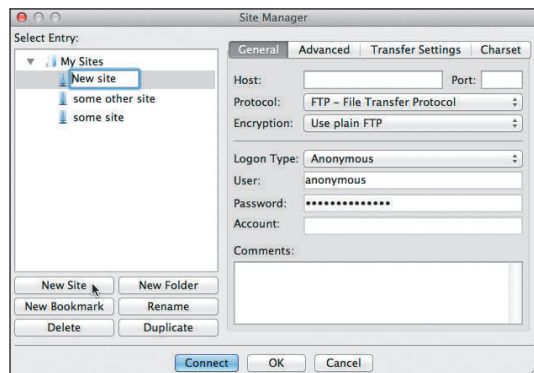 Site Manager
Select Entry:
My Sites
New site
some other site
some site
New Site
New Folder
New Bookmark
Rename
Delete
Duplicate
General
Advanced
Transfer Settings
Charset
Host:
Port:
Protocol:
FTP – File Transfer Protocol
Encryption:
Use plain FTP
Logon Type:
Anonymous
User:
anonymous
Password:
••••••••••••••
Account:
Comments:
Connect
OK
Cancel